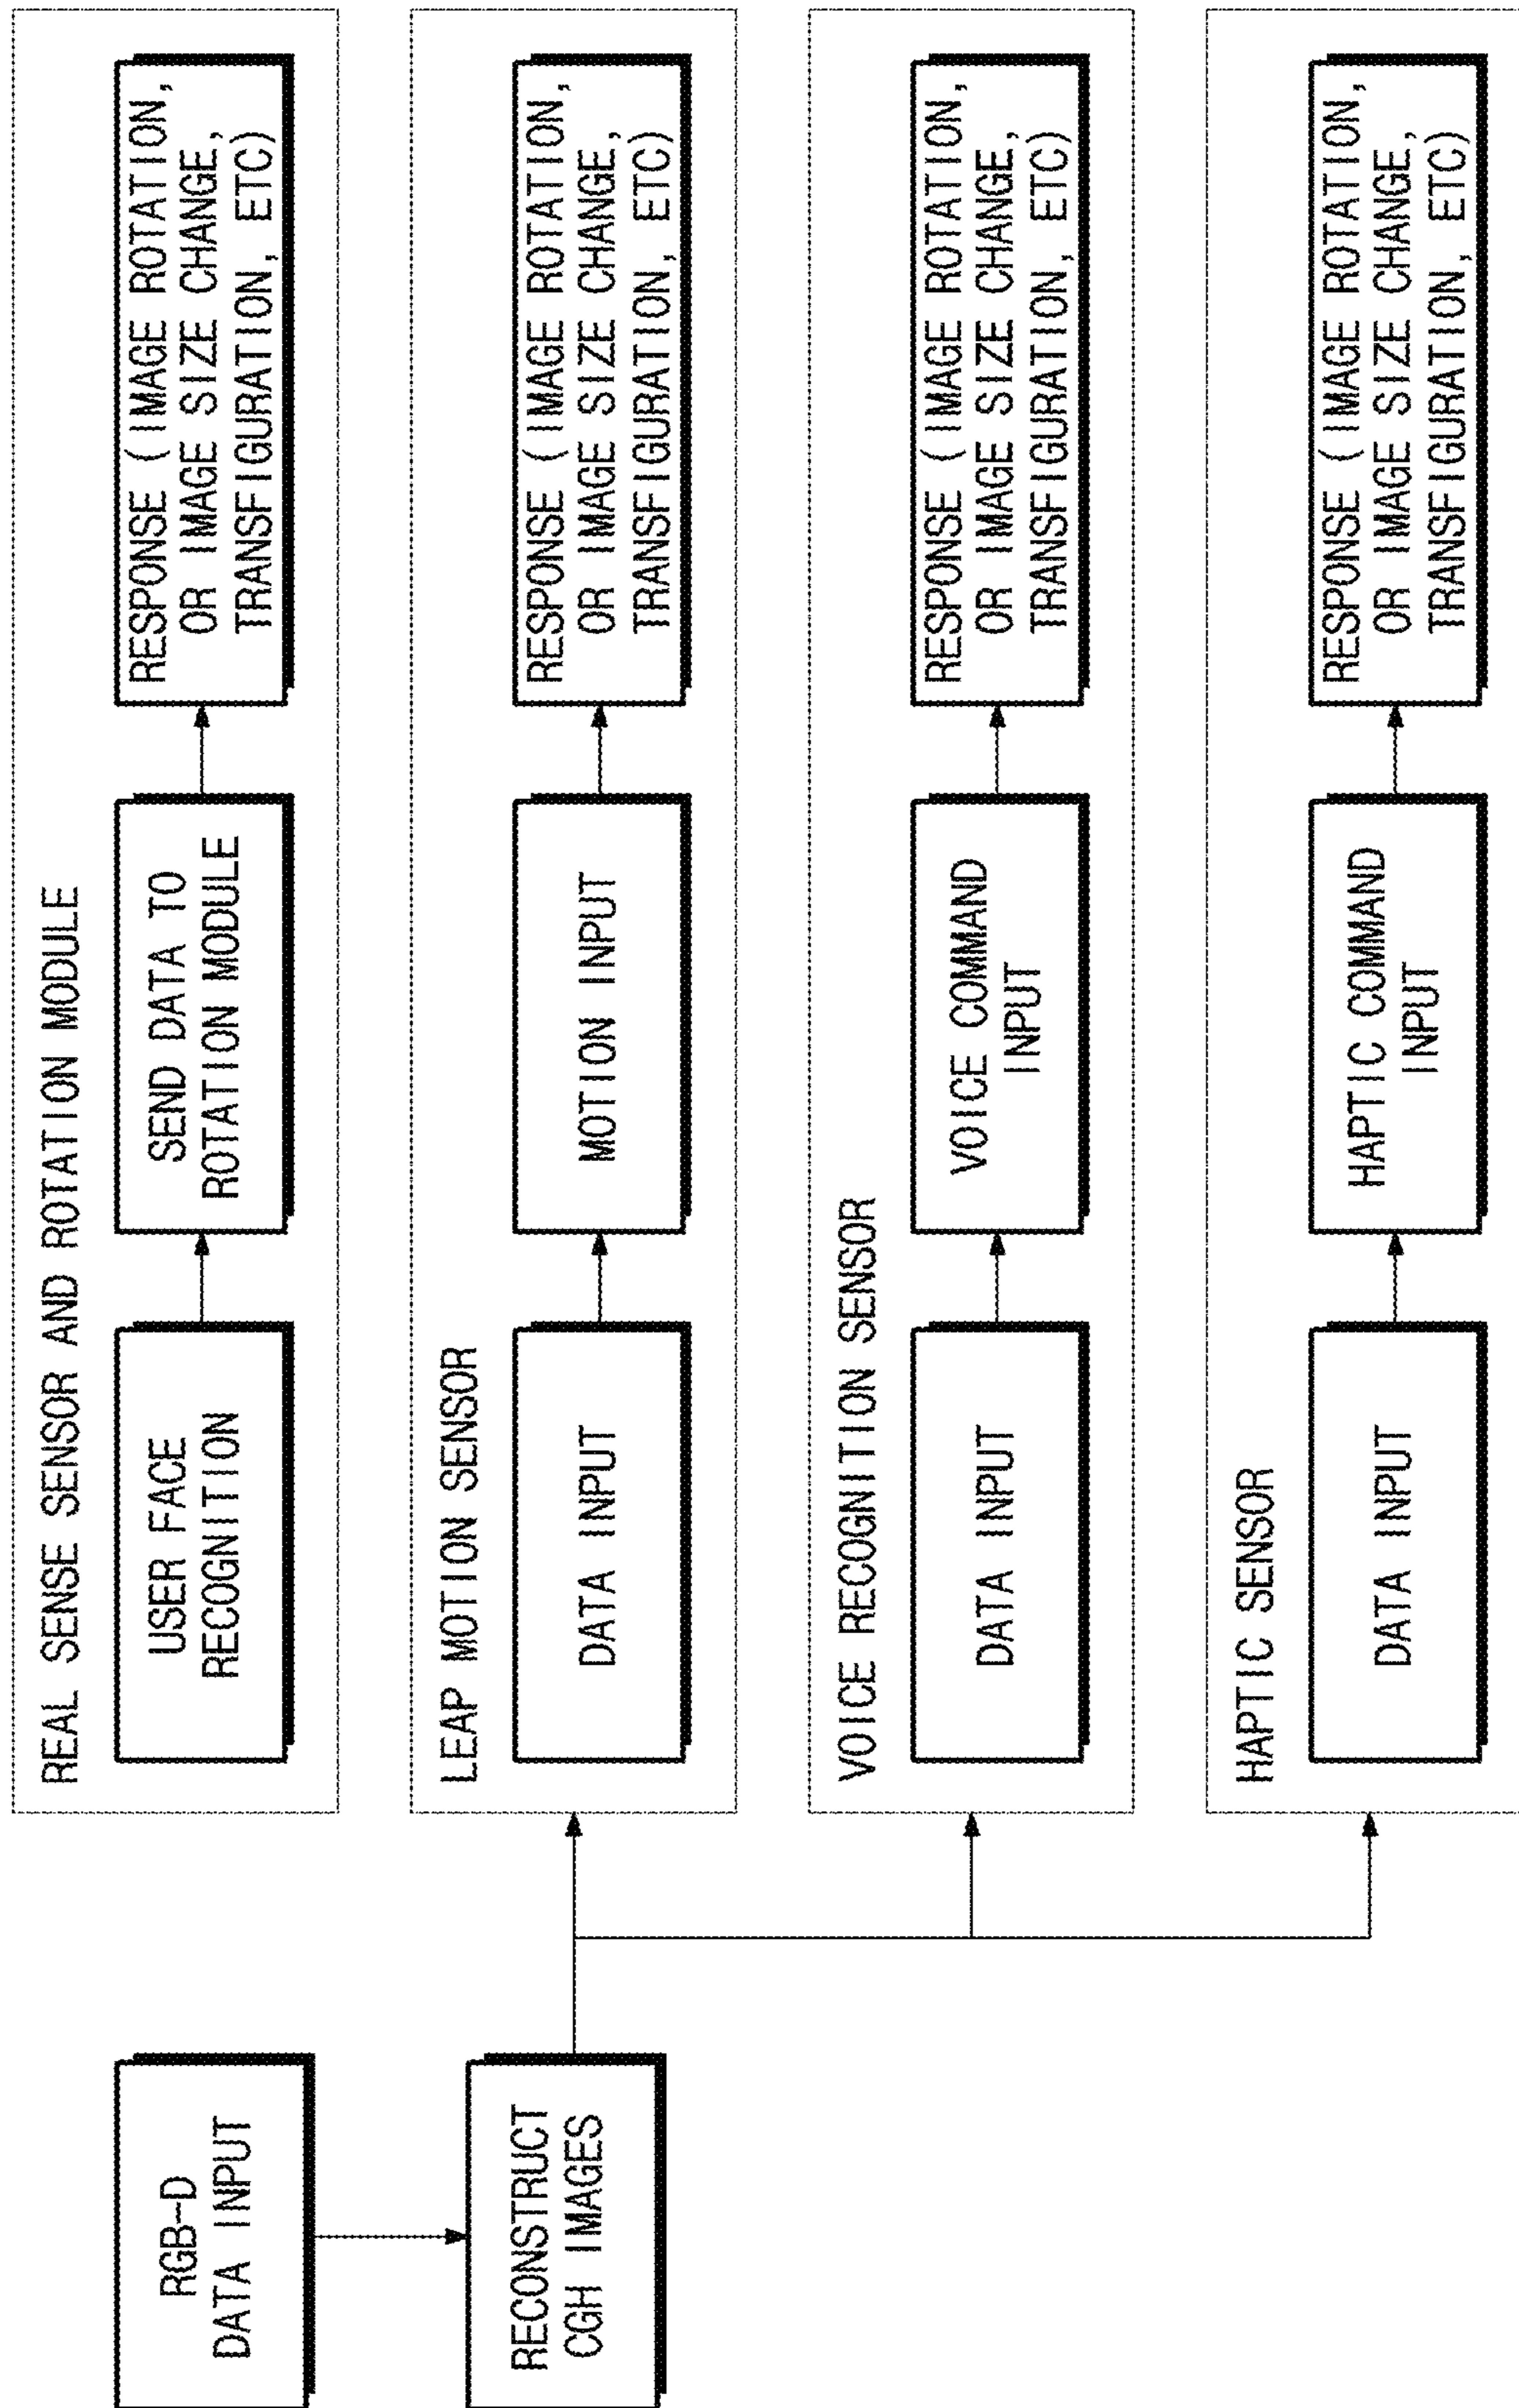 RGB-D
DATA INPUT
RECONSTRUCT
CGH IMAGES
REAL SENSE SENSOR AND ROTATION MODULE
USER FACE
RECOGNITION
SEND DATA TO
ROTATION MODULE
RESPONSE (IMAGE ROTATION,
OR IMAGE SIZE CHANGE,
TRANSFIGURATION, ETC)
LEAP MOTION SENSOR
DATA INPUT
MOTION INPUT
RESPONSE (IMAGE ROTATION,
OR IMAGE SIZE CHANGE,
TRANSFIGURATION, ETC)
VOICE RECOGNITION SENSOR
DATA INPUT
VOICE COMMAND
INPUT
RESPONSE (IMAGE ROTATION,
OR IMAGE SIZE CHANGE,
TRANSFIGURATION, ETC)
HAPTIC SENSOR
DATA INPUT
HAPTIC COMMAND
INPUT
RESPONSE (IMAGE ROTATION,
OR IMAGE SIZE CHANGE,
TRANSFIGURATION, ETC)